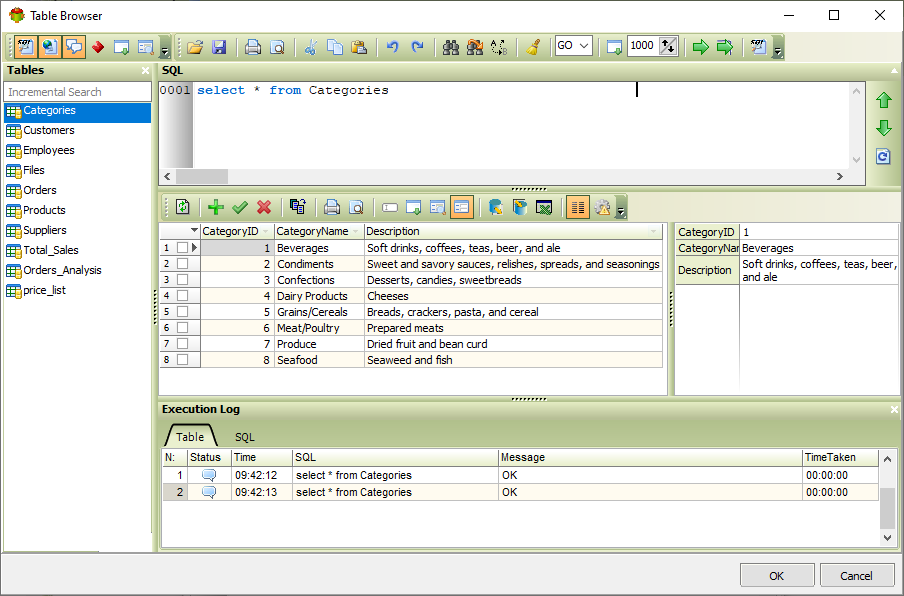 Table Browser
SQL GO 1000 SQL
Tables
Incremental Search
Categories
Customers
Employees
Files
Orders
Products
Suppliers
Total_Sales
Orders_Analysis
price_list
SQL
0001 select * from Categories
CategoryID CategoryName Description
1 1 Beverages Soft drinks, coffees, teas, beer, and ale
2 2 Condiments Sweet and savory sauces, relishes, spreads, and seasonings
3 3 Confections Desserts, candies, sweetbreads
4 4 Dairy Products Cheeses
5 5 Grains/Cereals Breads, crackers, pasta, and cereal
6 6 Meat/Poultry Prepared meats
7 7 Produce Dried fruit and bean curd
8 8 Seafood Seaweed and fish
CategoryID 1
CategoryNar Beverages
Description Soft drinks, coffees, teas, beer,
and ale
Execution Log
Table SQL
N: Status Time SQL Message TimeTaken
1 09:42:12 select * from Categories OK 00:00:00
2 09:42:13 select * from Categories OK 00:00:00
OK Cancel